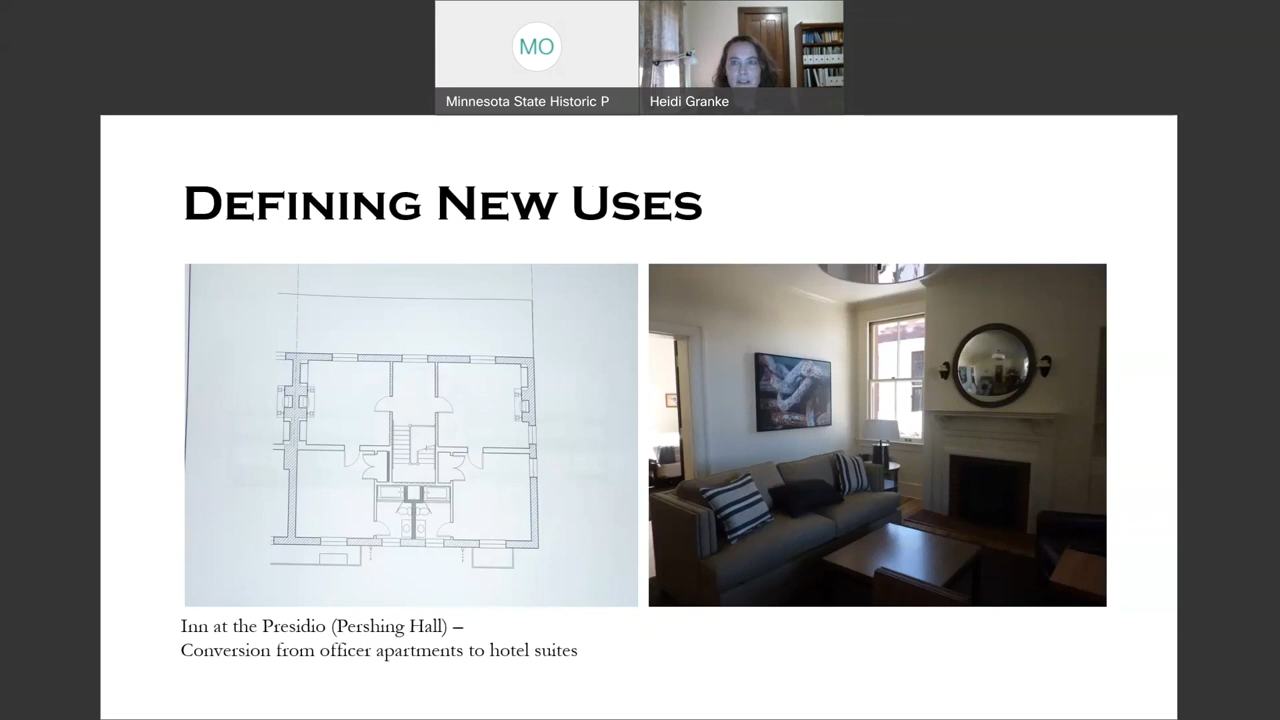 MO
Minnesota State Historic P
Heidi Granke
Defining New Uses
Inn at the Presidio (Pershing Hall) –
Conversion from officer apartments to hotel suites